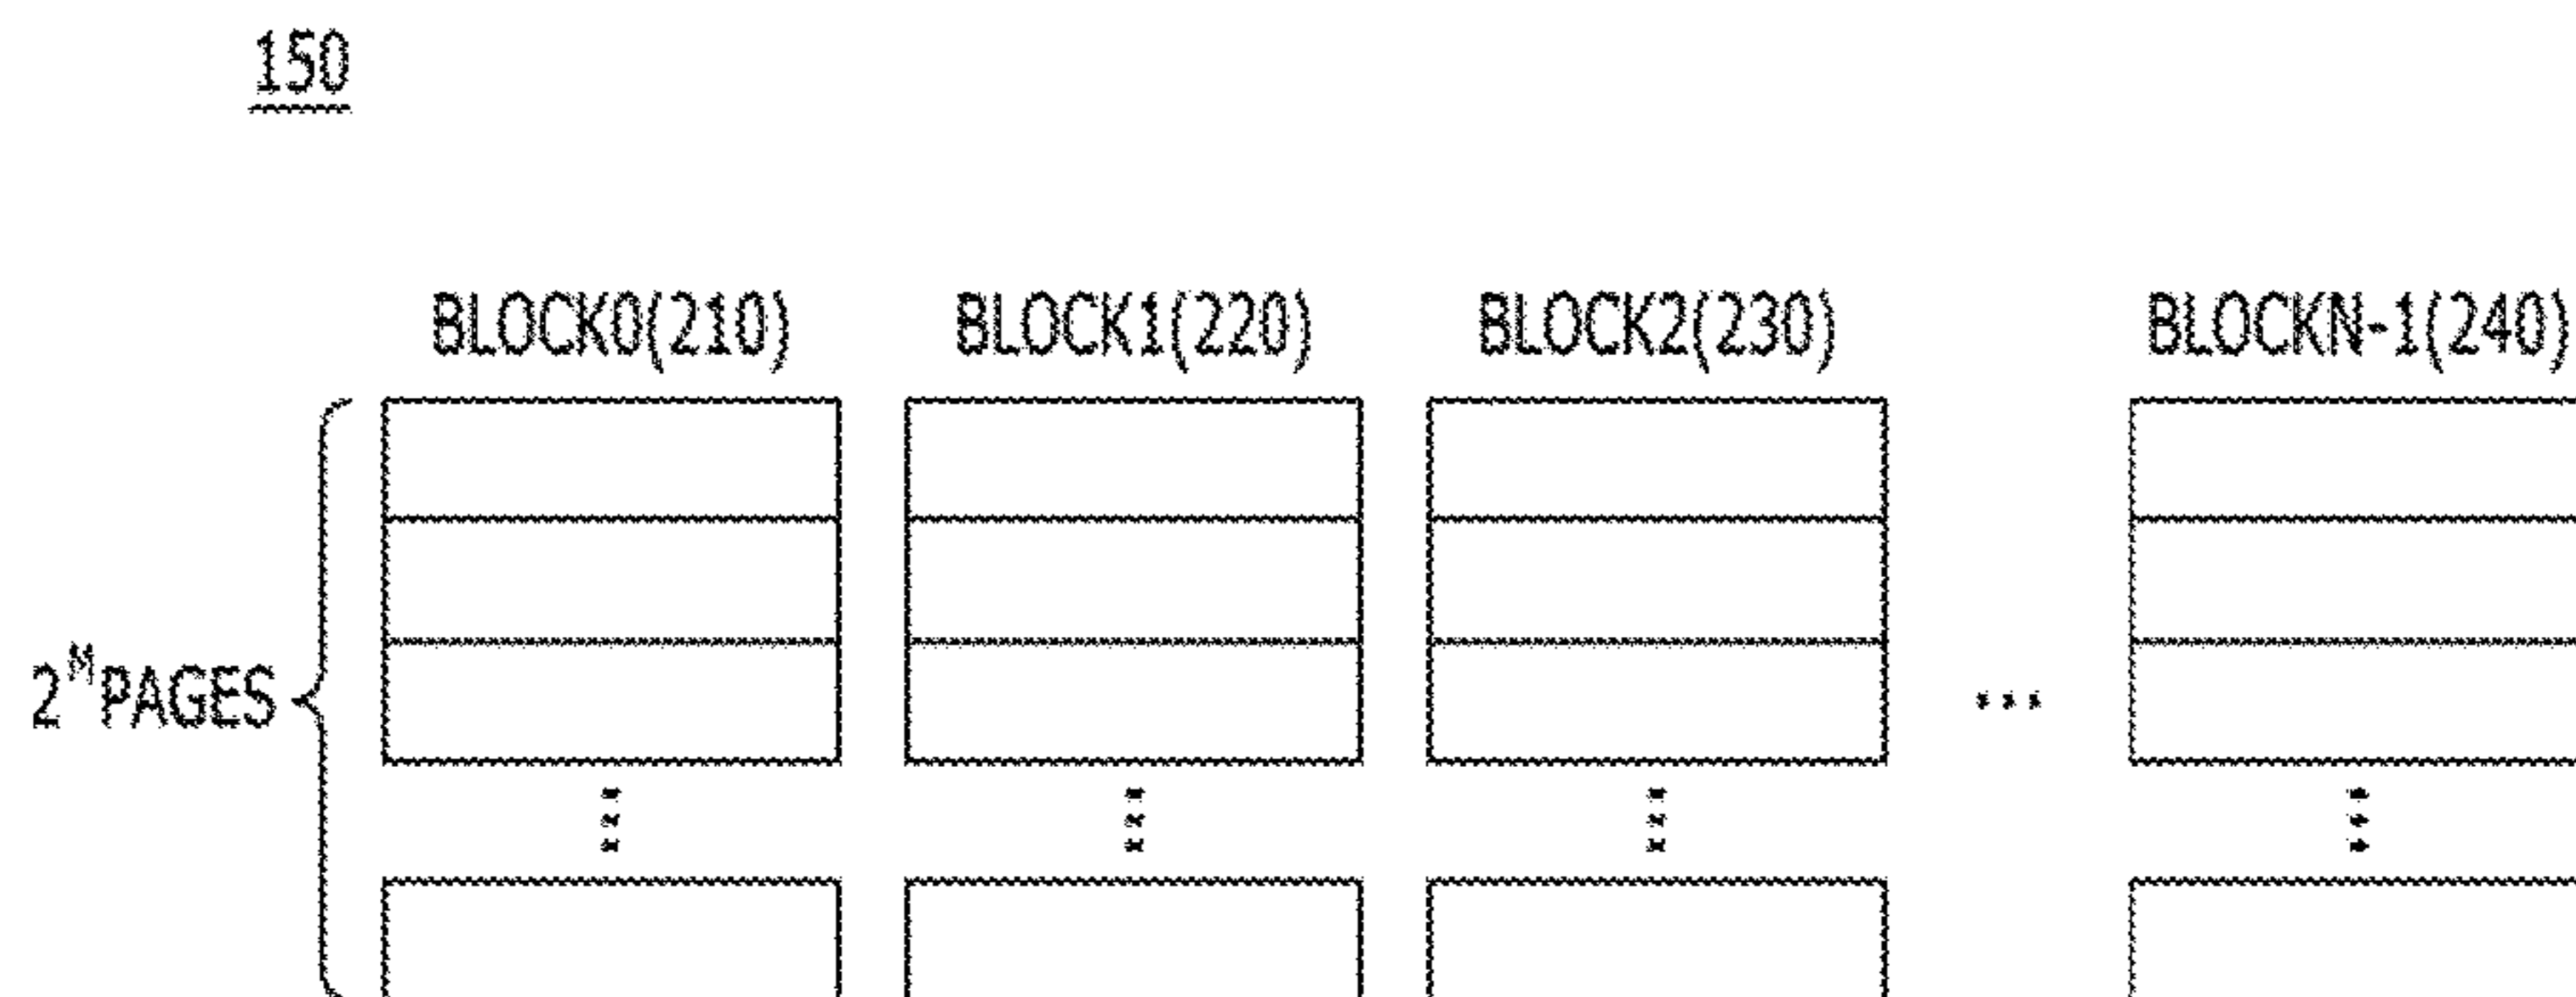 150
BLOCK0(210) BLOCK1(220) BLOCK2(230) BLOCKN-1(240)
2^M PAGES
...